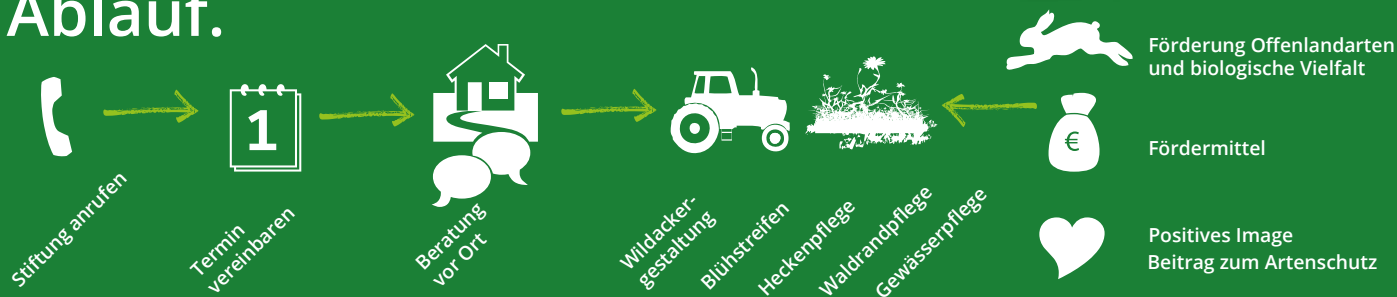 Ablauf.
1
Stiftung anrufen
Termin
vereinbaren
Beratung
vor Ort
Wildacker-
gestaltung
Blühstreifen
Heckenpflege
Waldrandpflege
Gewässerpflege
Förderung Offenlandarten
und biologische Vielfalt
€
Fördermittel
Positives Image
Beitrag zum Artenschutz